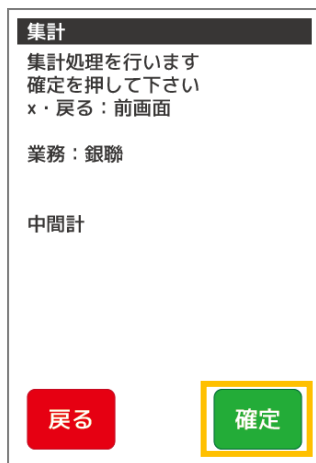 集計
集計処理を行います
確定を押して下さい
x・戻る：前画面
業務：銀聯
中間計
戻る
確定